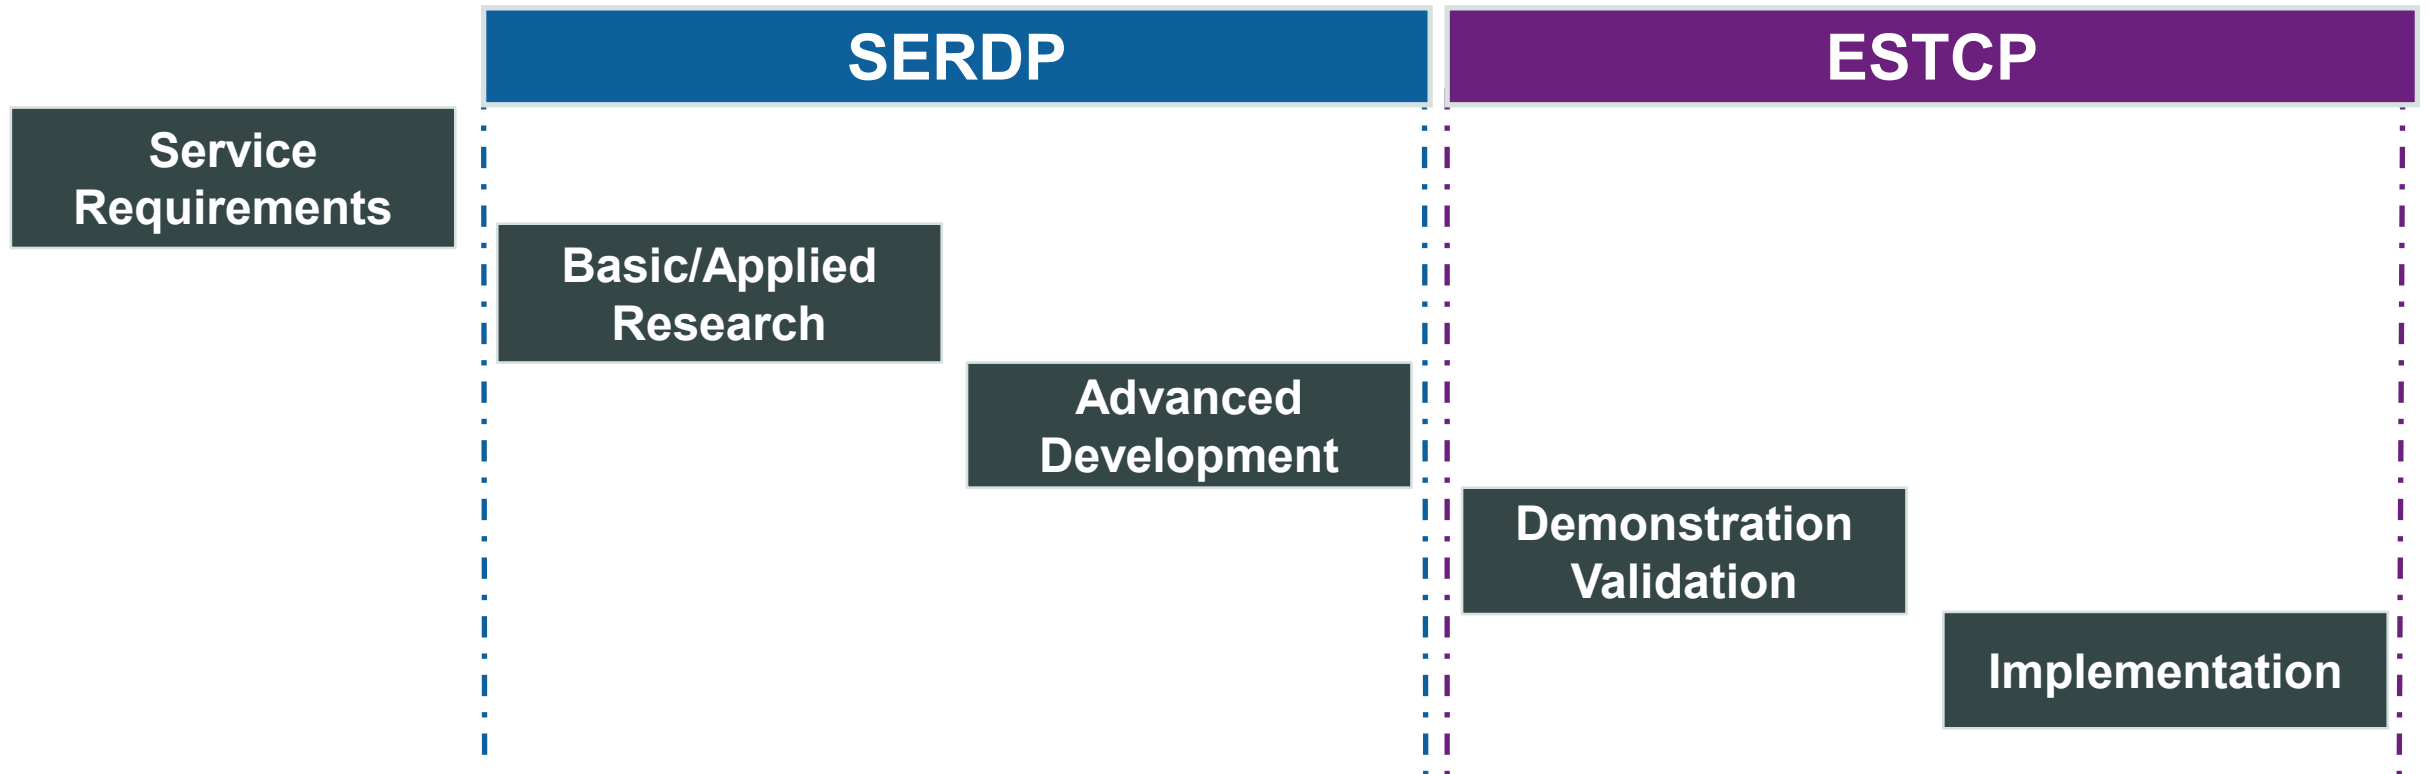 SERDP
ESTCP
Service
Requirements
Basic/Applied
Research
Advanced
Development
Demonstration
Validation
Implementation